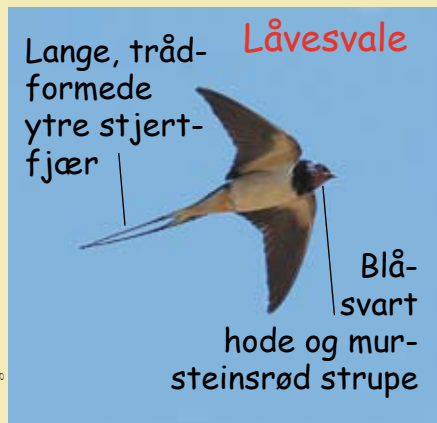 Låvesvale
Lange, tråd-
formede
ytre stjert-
fjær
Blå-
svart
hode og mur-
steinsrød strupe